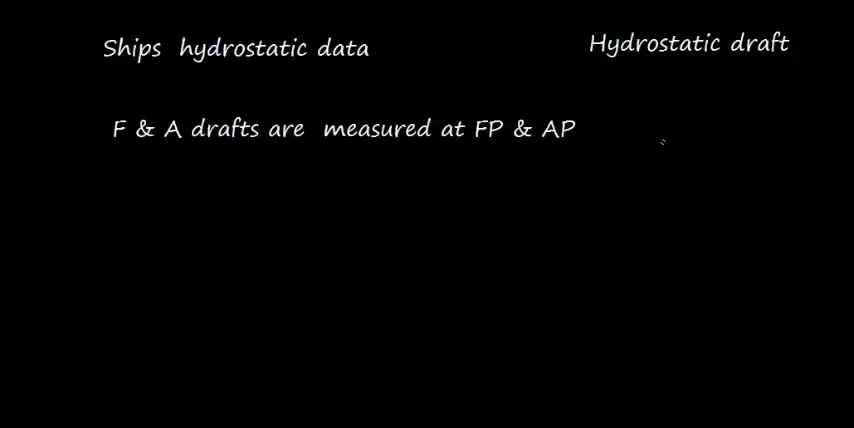 Ships hydrostatic data
Hydrostatic draft
F & A drafts are measured at FP & AP